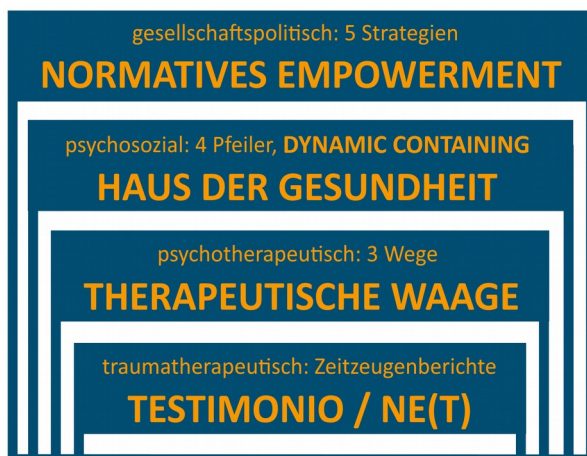 gesellschaftspolitisch: 5 Strategien
NORMATIVES EMPOWERMENT
psychosozial: 4 Pfeiler, DYNAMIC CONTAINING
HAUS DER GESUNDHEIT
psychotherapeutisch: 3 Wege
THERAPEUTISCHE WAAGE
traumatherapeutisch: Zeitzeugenberichte
TESTIMONIO / NE(T)